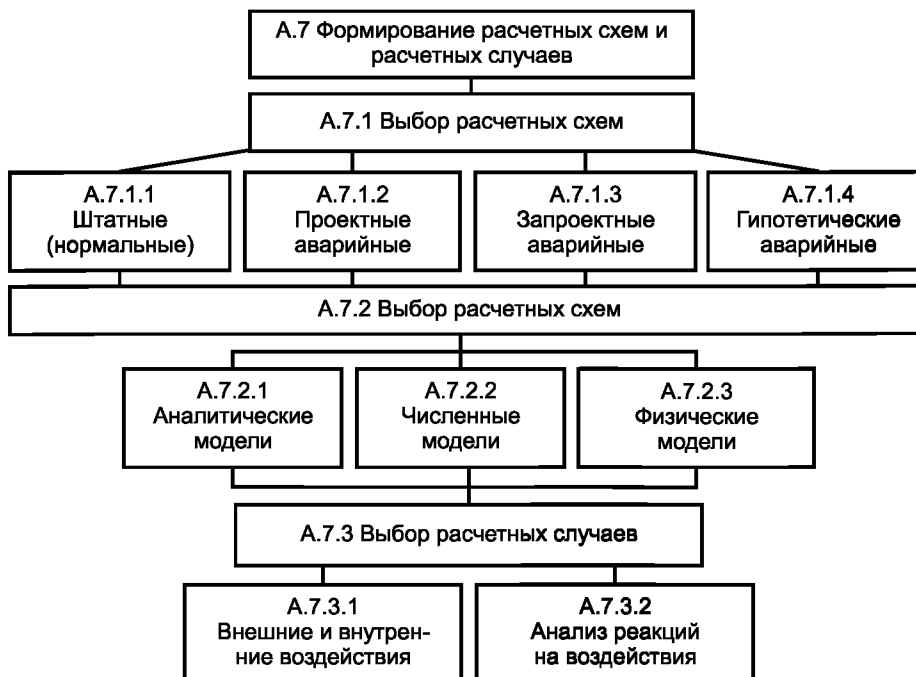 А.7 Формирование расчетных схем и
расчетных случаев
А.7.1 Выбор расчетных схем
А.7.1.1
Штатные
(нормальные)
А.7.1.2
Проектные
аварийные
А.7.1.3
Запроектные
аварийные
А.7.1.4
Гипотетические
аварийные
А.7.2 Выбор расчетных схем
А.7.2.1
Аналитические
модели
А.7.2.2
Численные
модели
А.7.2.3
Физические
модели
А.7.3 Выбор расчетных случаев
А.7.3.1
Внешние и внутрен-
ние воздействия
А.7.3.2
Анализ реакций
на воздействия